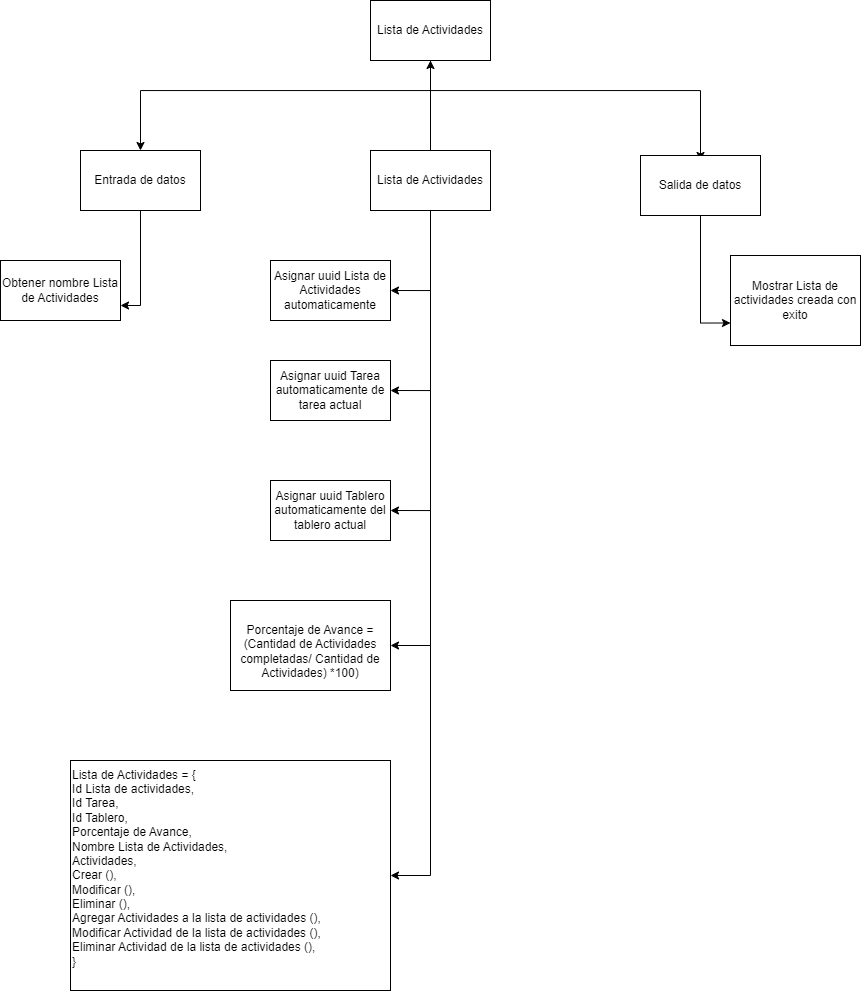 Lista de Actividades
Entrada de datos
Lista de Actividades
Salida de datos
Obtener nombre Lista
de Actividades
Asignar uuid Lista de
Actividades
automaticamente
Mostrar Lista de
actividades creada con
exito
Asignar uuid Tarea
automaticamente de
tarea actual
Asignar uuid Tablero
automaticamente del
tablero actual
Porcentaje de Avance =
(Cantidad de Actividades
completadas/ Cantidad de
Actividades) *100)
Lista de Actividades = {
Id Lista de actividades,
Id Tarea,
Id Tablero,
Porcentaje de Avance,
Nombre Lista de Actividades,
Actividades,
Crear (),
Modificar (),
Eliminar (),
Agregar Actividades a la lista de actividades (),
Modificar Actividad de la lista de actividades (),
Eliminar Actividad de la lista de actividades (),
}